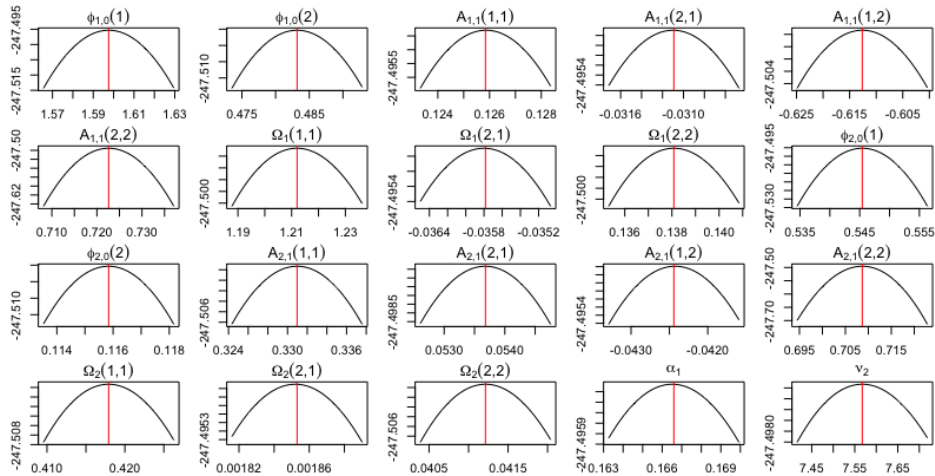 ϕ1,0(1) ϕ1,0(2) A1,1(1,1) A1,1(2,1) A1,1(1,2)
-247.515 -247.495 -247.510 -247.4955 -247.4954 -247.504
1.57 1.59 1.61 1.63 0.475 0.485 0.124 0.126 0.128 -0.0316 -0.0310 -0.625 -0.615 -0.605
A1,1(2,2) Ω1(1,1) Ω1(2,1) Ω1(2,2) ϕ2,0(1)
-247.62 -247.50 -247.500 -247.4954 -247.500 -247.530 -247.495
0.710 0.720 0.730 1.19 1.21 1.23 -0.0364 -0.0358 -0.0352 0.136 0.138 0.140 0.535 0.545 0.555
ϕ2,0(2) A2,1(1,1) A2,1(2,1) A2,1(1,2) A2,1(2,2)
-247.510 -247.506 -247.4985 -247.4954 -247.70 -247.50
0.114 0.116 0.118 0.324 0.330 0.336 0.0530 0.0540 -0.0430 -0.0420 0.695 0.705 0.715
Ω2(1,1) Ω2(2,1) Ω2(2,2) α1 ν2
-247.508 -247.4953 -247.506 -247.4959 -247.4980
0.410 0.420 0.00182 0.00186 0.0405 0.0415 0.163 0.166 0.169 7.45 7.55 7.65